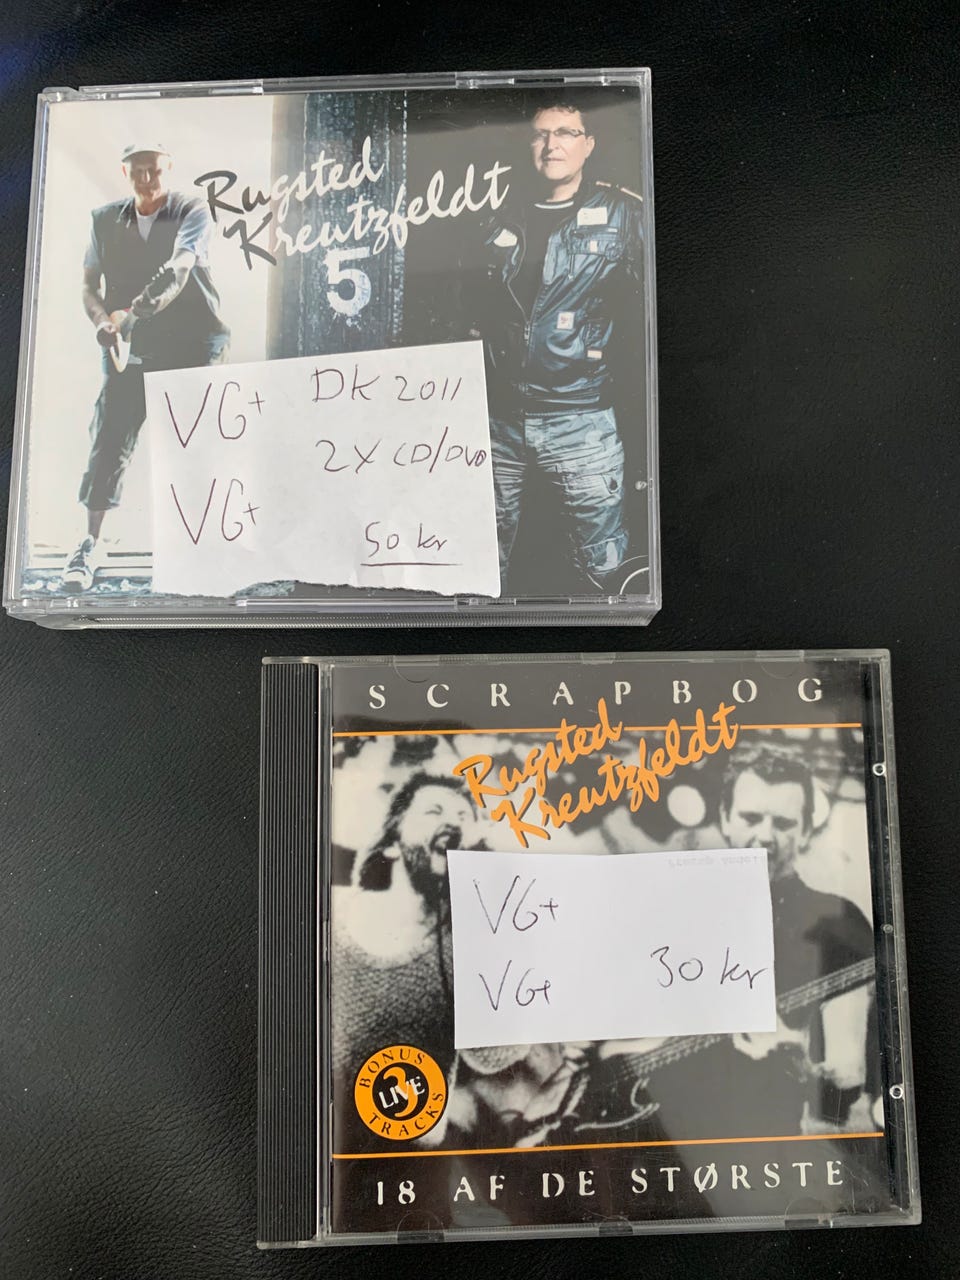 Rugsted
Kreutzfeldt
5
VG+ DK 2011
2X CD/DVD
VG+
50 kr
SCRAPBOG
Rugsted
Kreutzfeldt
VG+
VG+ 30 kr
BONUS
3
LIVE
TRACKS
18 AF DE STØRSTE